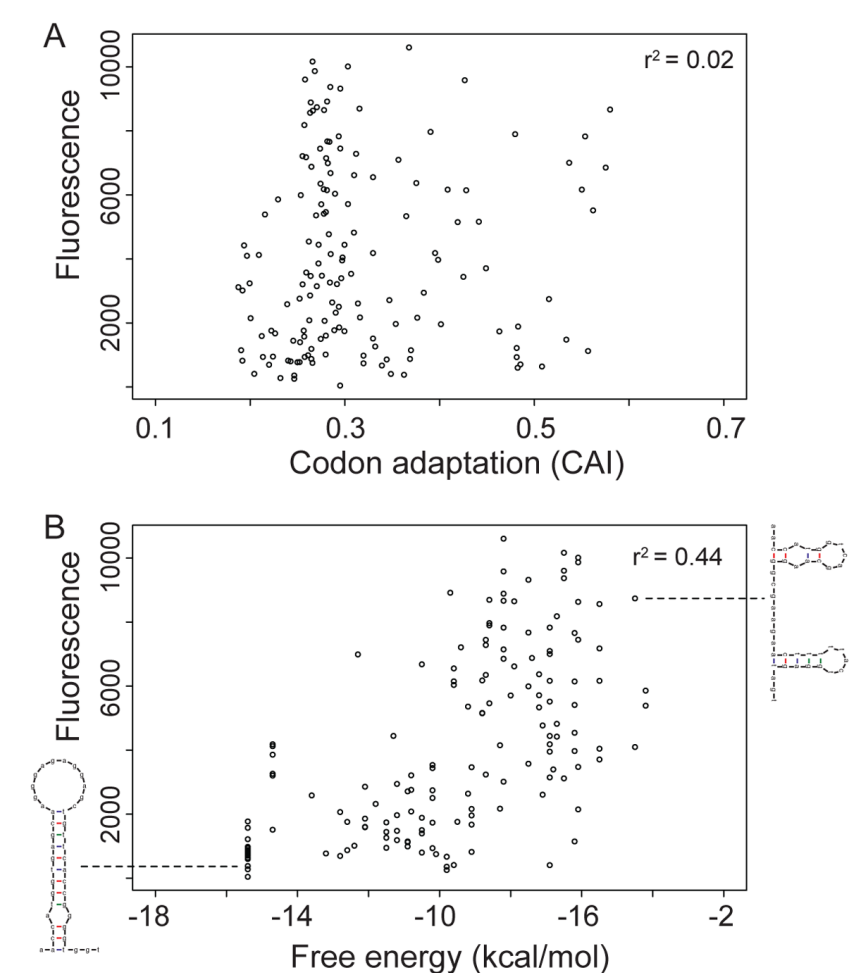 A
10000
6000
2000
Fluorescence
r² = 0.02
0.1 0.3 0.5 0.7
Codon adaptation (CAI)
B
10000
6000
2000
Fluorescence
r² = 0.44
-18 -14 -10 -16 -2
Free energy (kcal/mol)